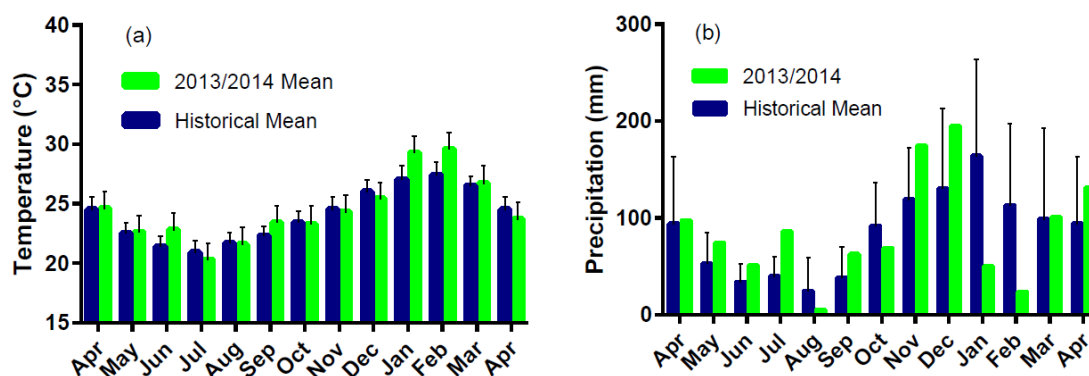 (a)
2013/2014 Mean
Historical Mean
Temperature (°C)
40
35
30
25
20
15
Apr May Jun Jul Aug Sep Oct Nov Dec Jan Feb Mar Apr
(b)
2013/2014
Historical Mean
Precipitation (mm)
300
200
100
0
Apr May Jun Jul Aug Sep Oct Nov Dec Jan Feb Mar Apr